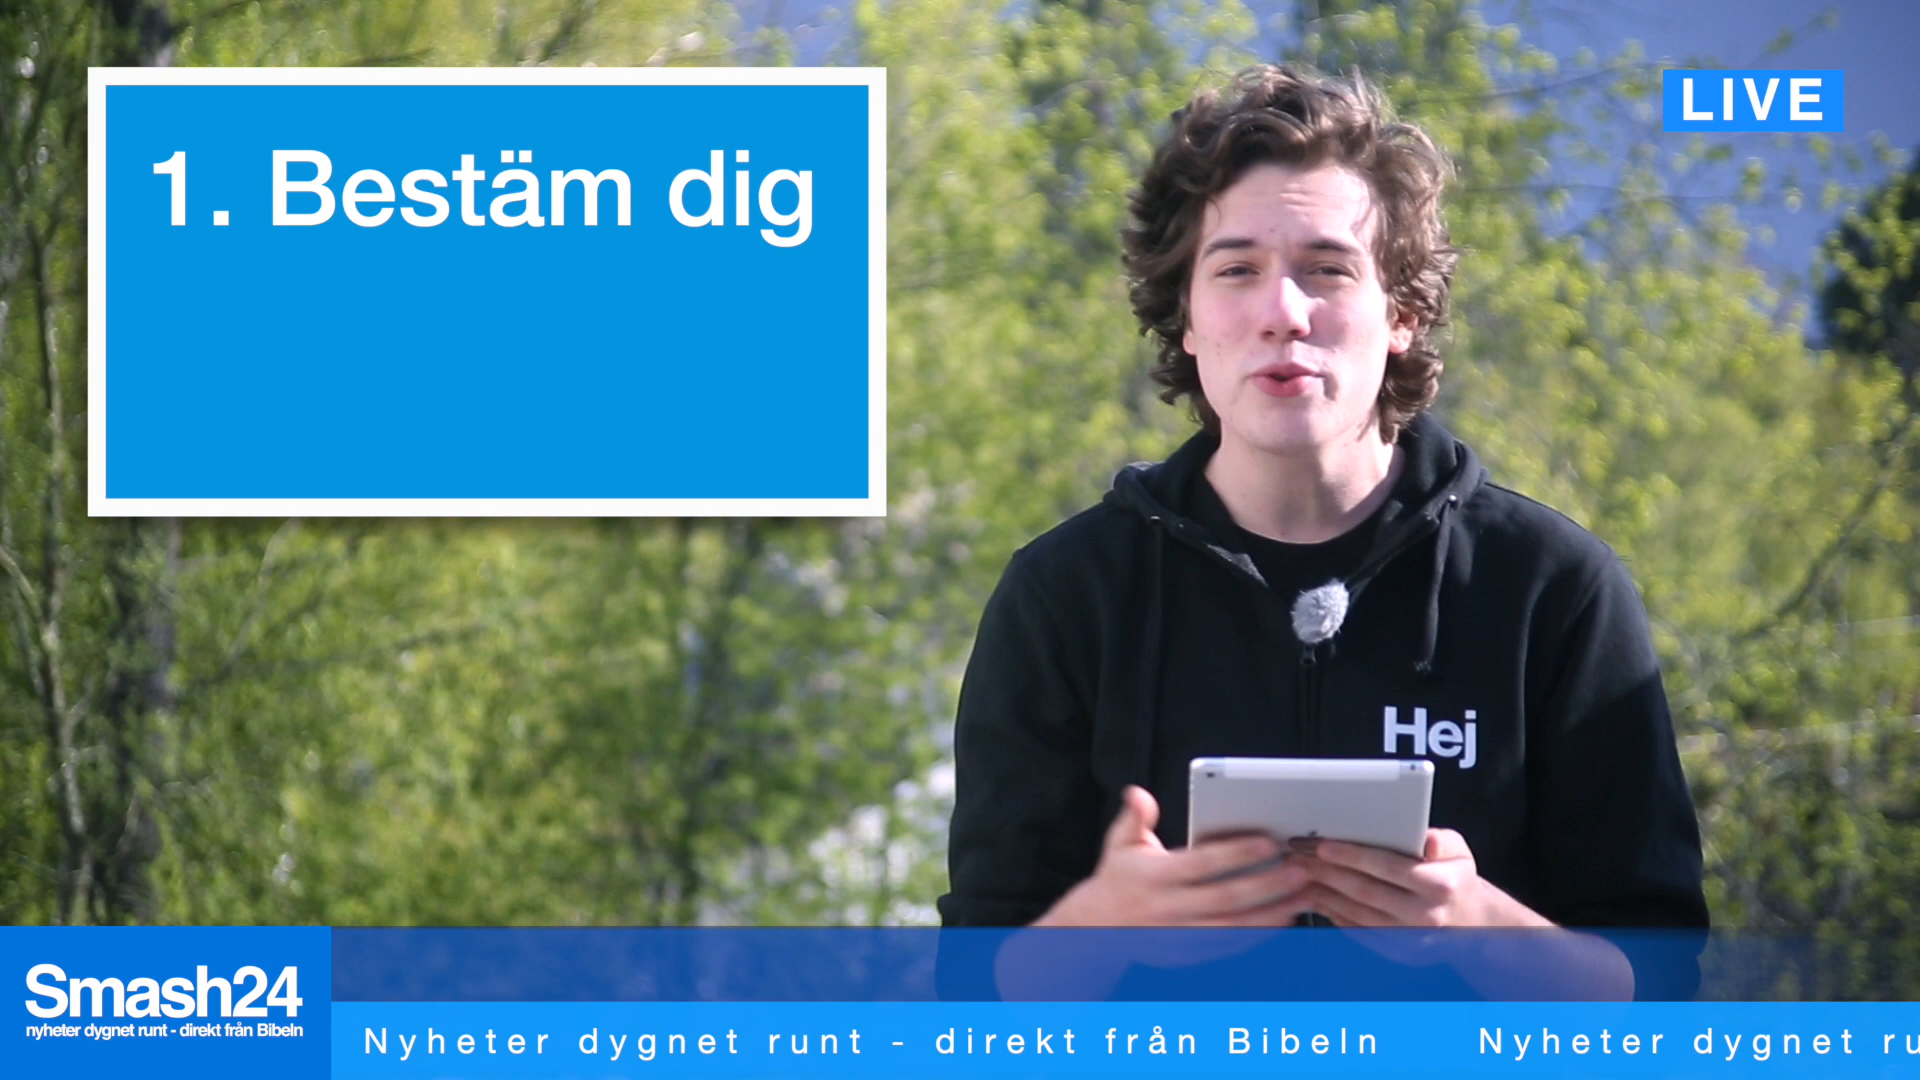 1. Bestäm dig
LIVE
Hej
Smash24
nyheter dygnet runt - direkt från Bibeln
Nyheter dygnet runt - direkt från Bibeln
Nyheter dygnet ru